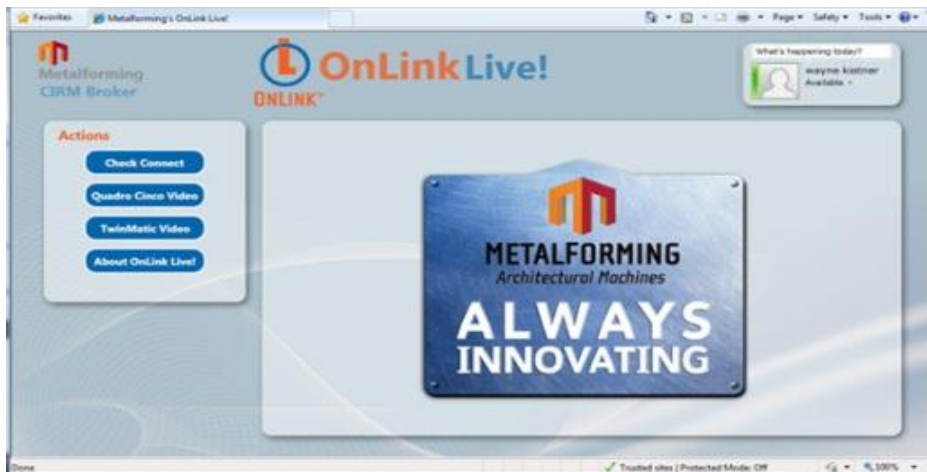 Favorites
Metalforming's OnLink Live!
Page
Safety
Tools
Metalforming
CIRM Broker
ONLINK
OnLink Live!
What's happening today?
wayne kistner
Available
Actions
Check Connect
Quadro Cinco Video
TwinMatic Video
About OnLink Live!
METALFORMING
Architectural Machines
ALWAYS
INNOVATING
Done
Trusted sites | Protected Mode: Off
100%